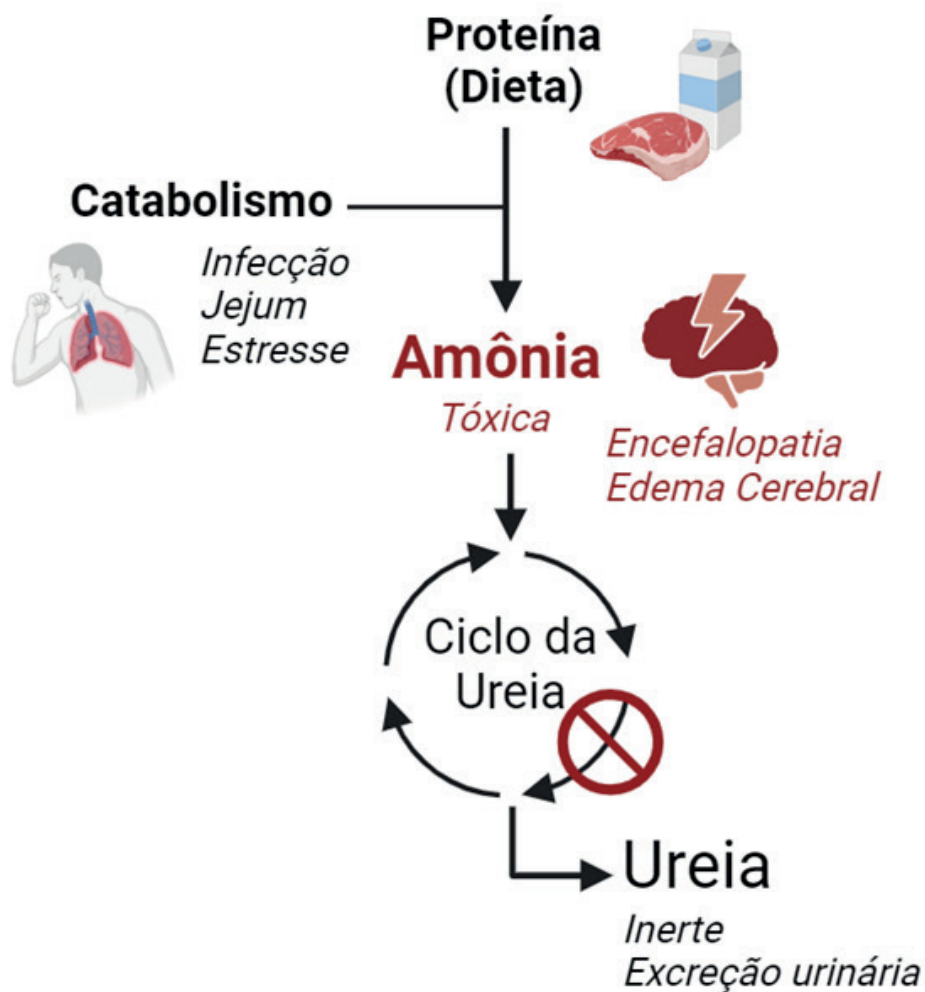 Proteína
(Dieta)
Catabolismo
Infecção
Jejum
Estresse
Amônia
Tóxica
Encefalopatia
Edema Cerebral
Ciclo da
Ureia
Ureia
Inerte
Excreção urinária